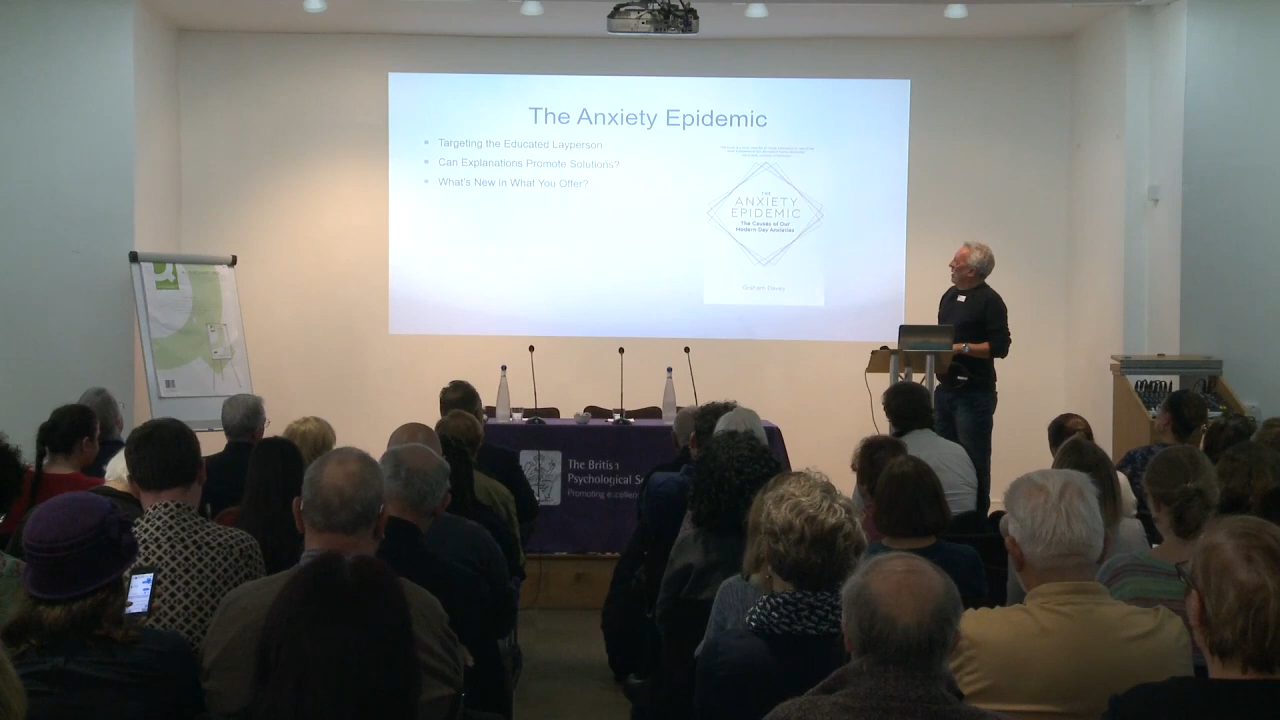 The Anxiety Epidemic
Targeting the Educated Layperson
Can Explanations Promote Solutions?
What's New in What You Offer?
THE
ANXIETY
EPIDEMIC
The Causes of Our
Modern Day Anxieties
Graham Davey
The British
Psychological
Promoting